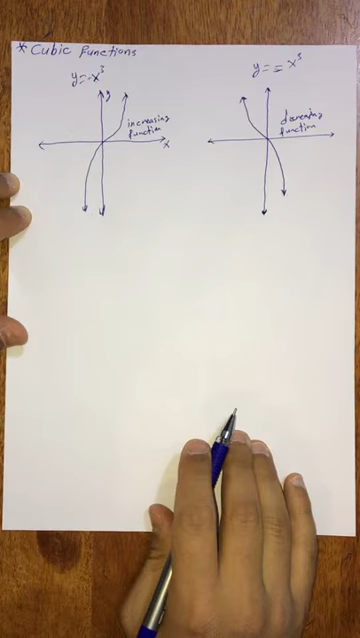 * Cubic Functions
y=-x³
y
increasing
function
x
y=-x³
decreasing
function